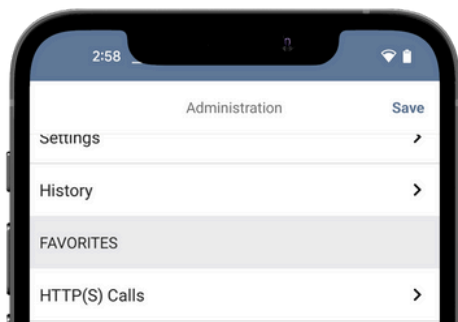 2:58
Administration
Save
Settings
History
FAVORITES
HTTP(S) Calls